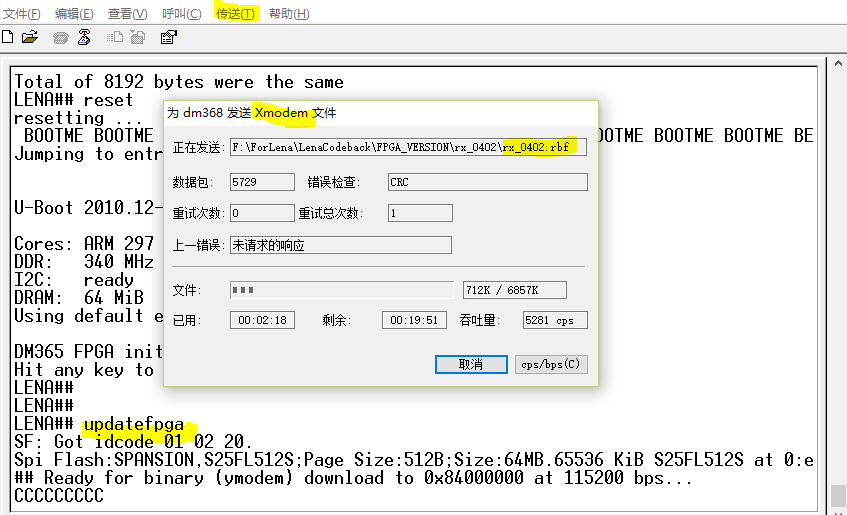 文件(F) 编辑(E) 查看(V) 呼叫(C) 传送(T) 帮助(H)
Total of 8192 bytes were the same
LENA## reset
resetting ...
BOOTME BOOTME
OOTME BOOTME BOOTME BE
Jumping to entr
U-Boot 2010.12-
Cores: ARM 297
DDR: 340 MHz
I2C: ready
DRAM: 64 MiB
Using default e
DM365 FPGA init
Hit any key to
LENA##
LENA##
LENA## updatefpga
SF: Got idcode 01 02 20.
Spi Flash:SPANSION,S25FL512S;Page Size:512B;Size:64MB.65536 KiB S25FL512S at 0:e
## Ready for binary (ymodem) download to 0x84000000 at 115200 bps...
CCCCCCCCC
为 dm368 发送 Xmodem 文件
正在发送: F:\ForLena\LenaCodeback\FPGA_VERSION\rx_0402\rx_0402.rbf
数据包: 5729 错误检查: CRC
重试次数: 0 重试总次数: 1
上一错误: 未请求的响应
文件: 712K / 6857K
已用: 00:02:18 剩余: 00:19:51 吞吐量: 5281 cps
取消 cps/bps(C)